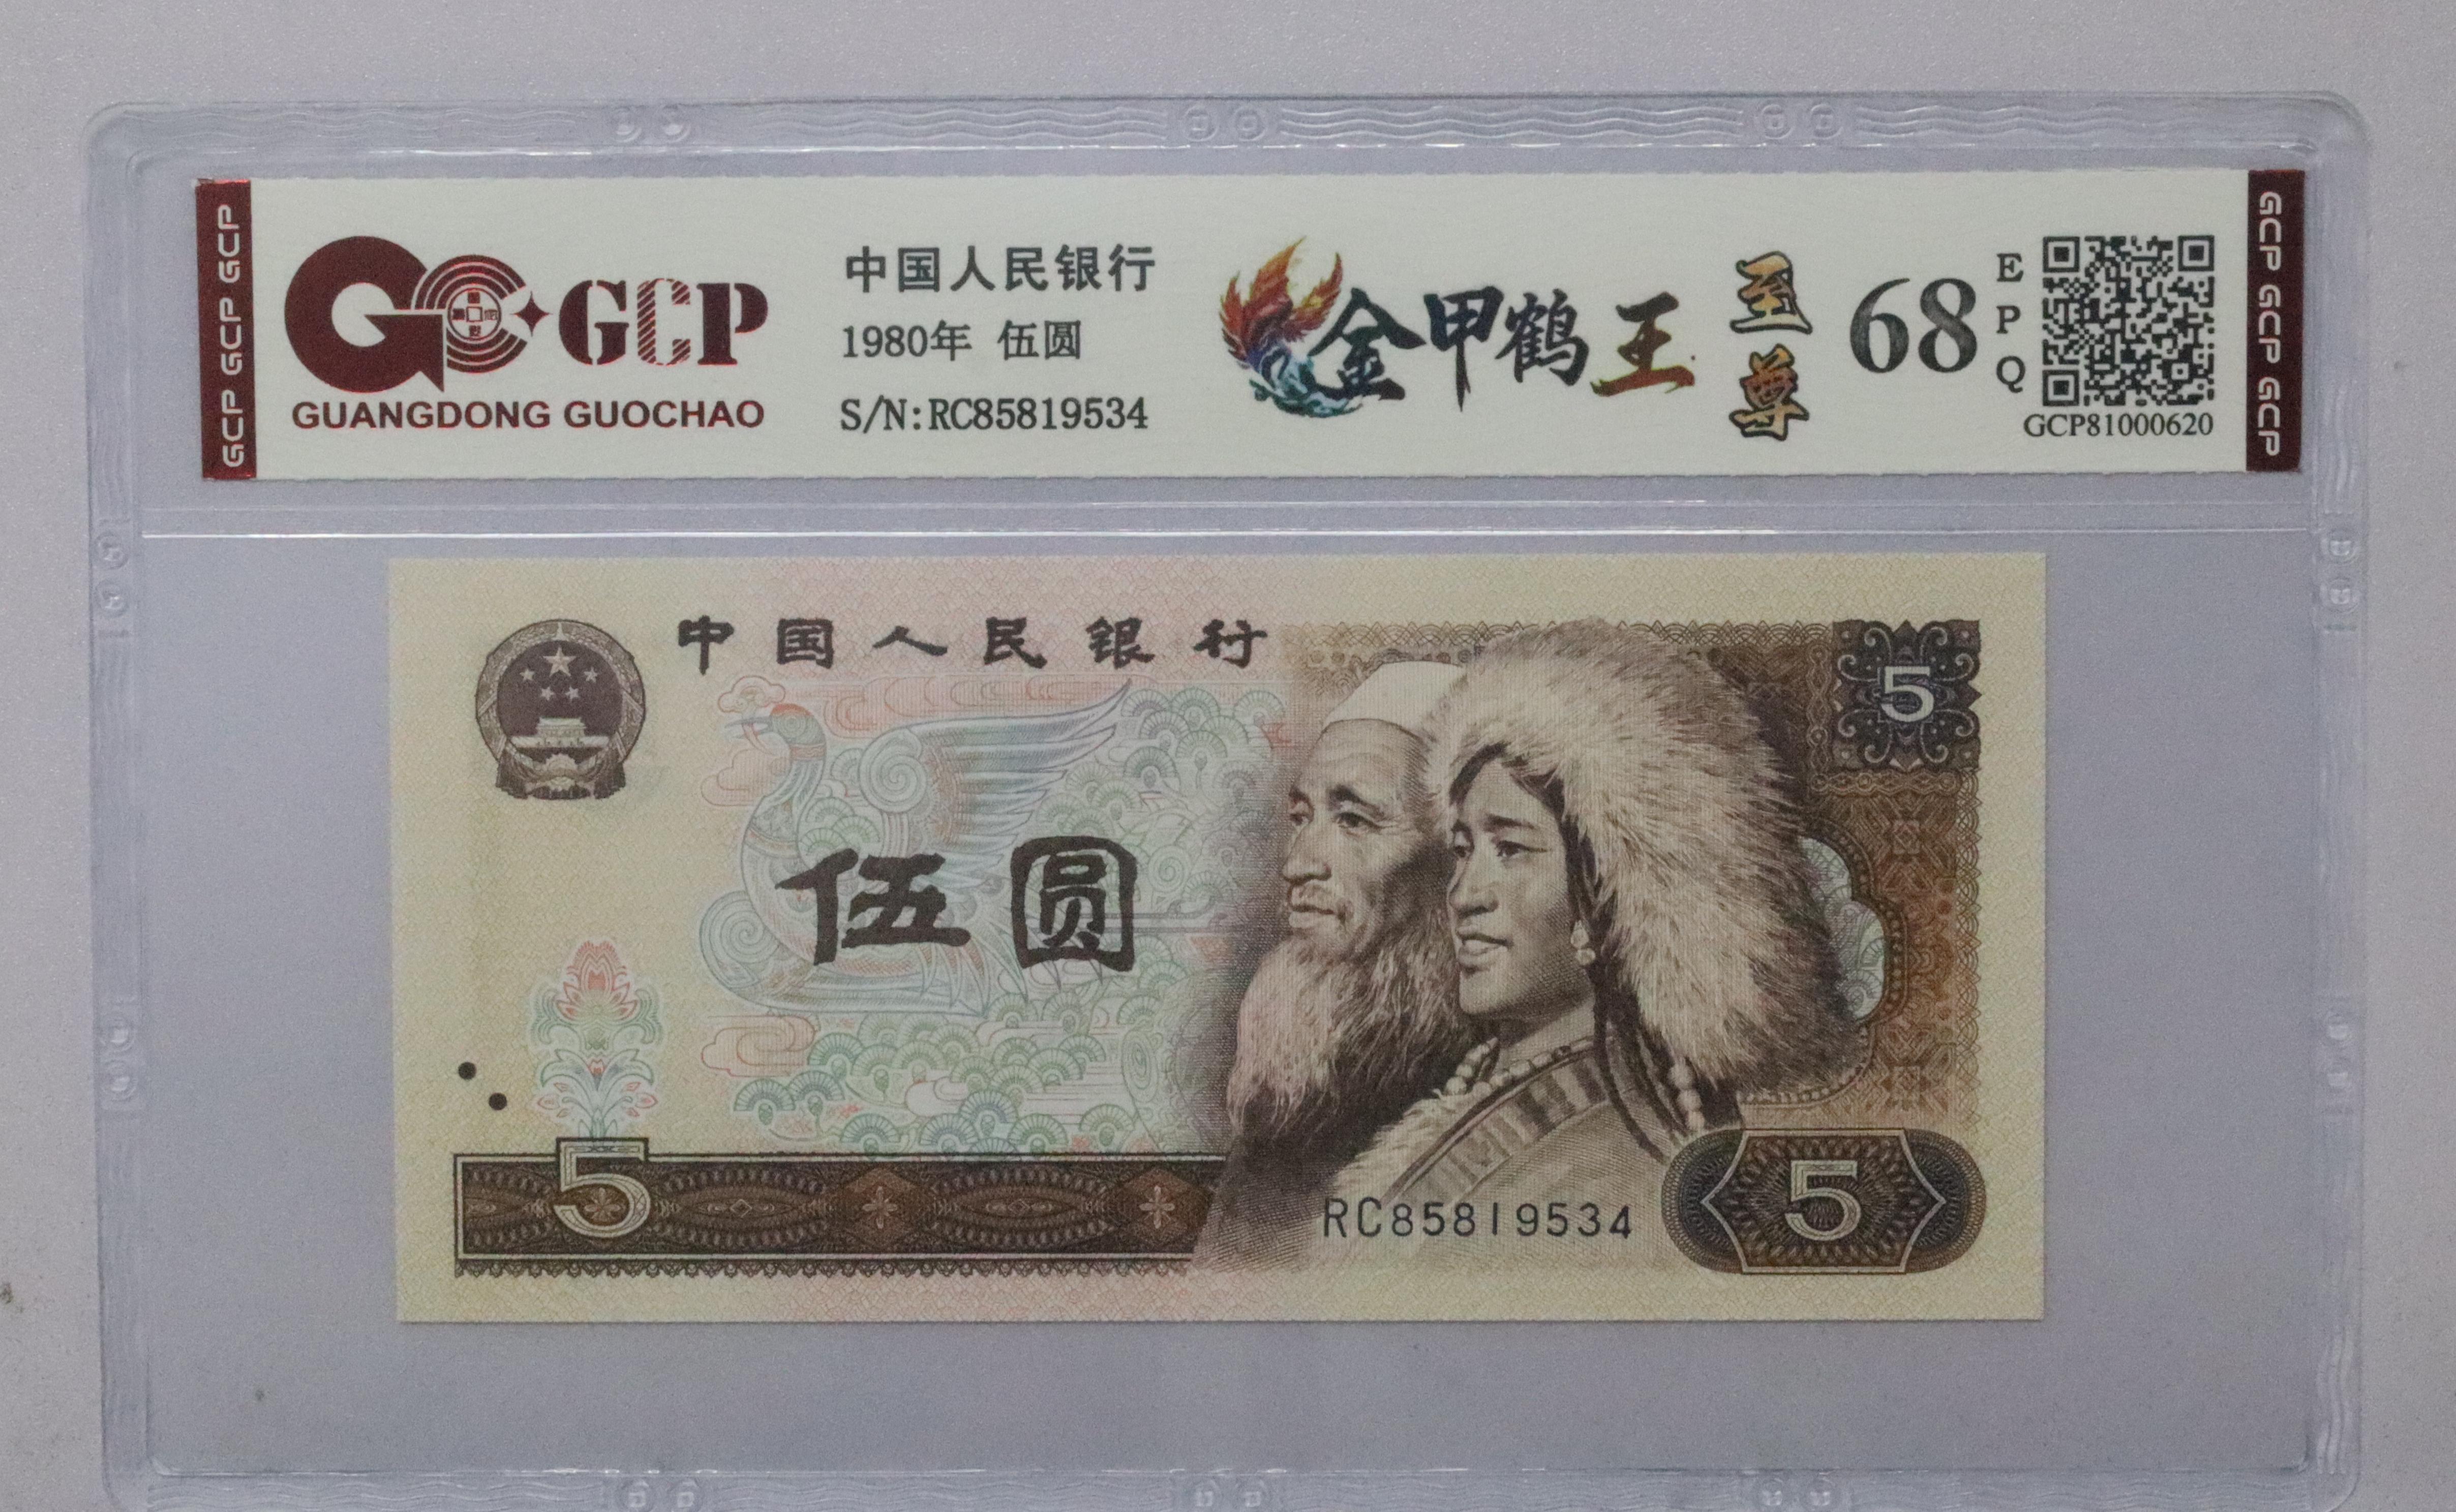 GCP GCP GCP
GCP
GUANGDONG GUOCHAO
中国人民银行
1980年 伍圆
S/N:RC85819534
金甲鹤王
至尊
68
EPQ
GCP81000620
GCP GCP GCP
中国人民银行
5
伍圆
5
RC85819534
5